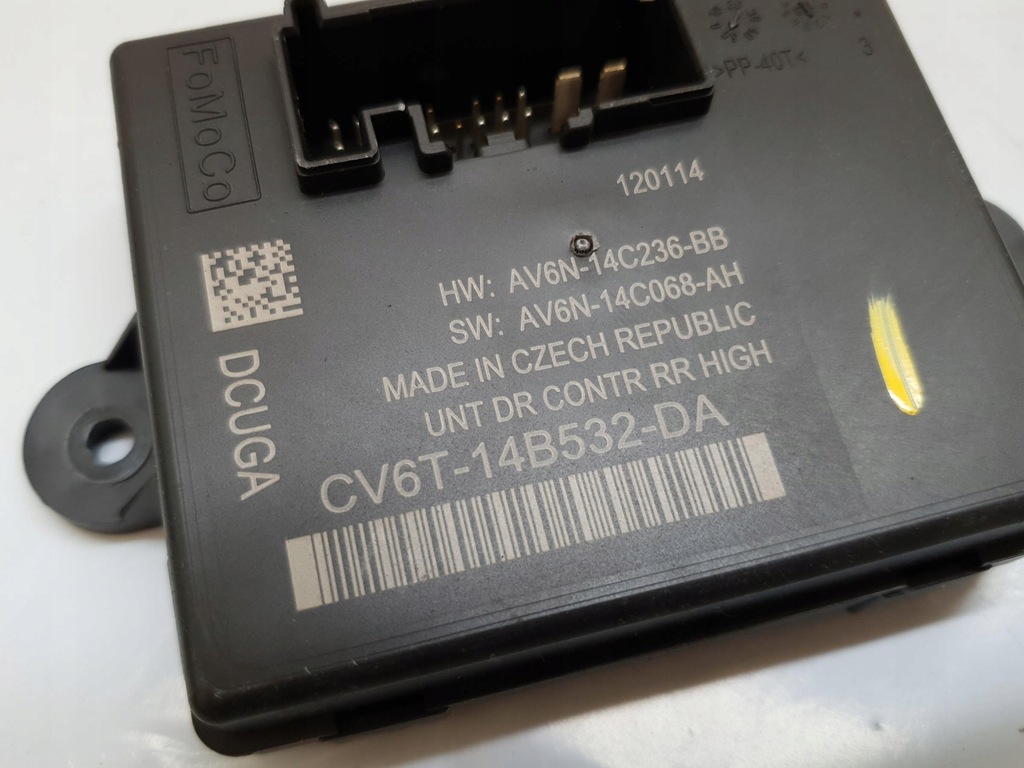 FoMoCo
>PP-40T<
3
120114
HW: AV6N-14C236-BB
SW: AV6N-14C068-AH
MADE IN CZECH REPUBLIC
UNT DR CONTR RR HIGH
CV6T-14B532-DA
DCUGA